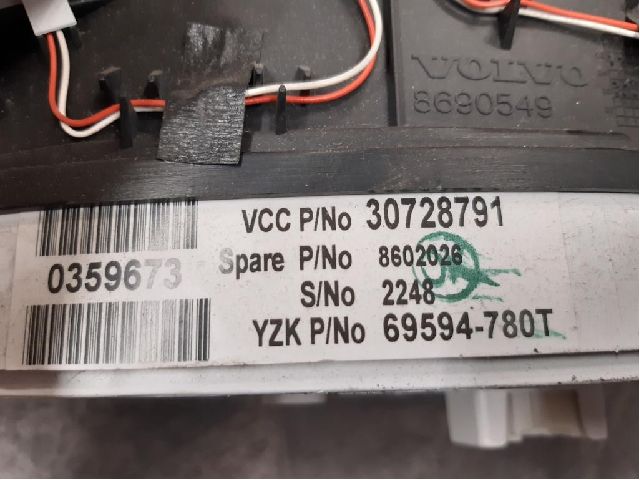 VOLVO
8690549
0359673
VCC P/No 30728791
Spare P/No 8602026
S/No 2248
YZK P/No 69594-780T